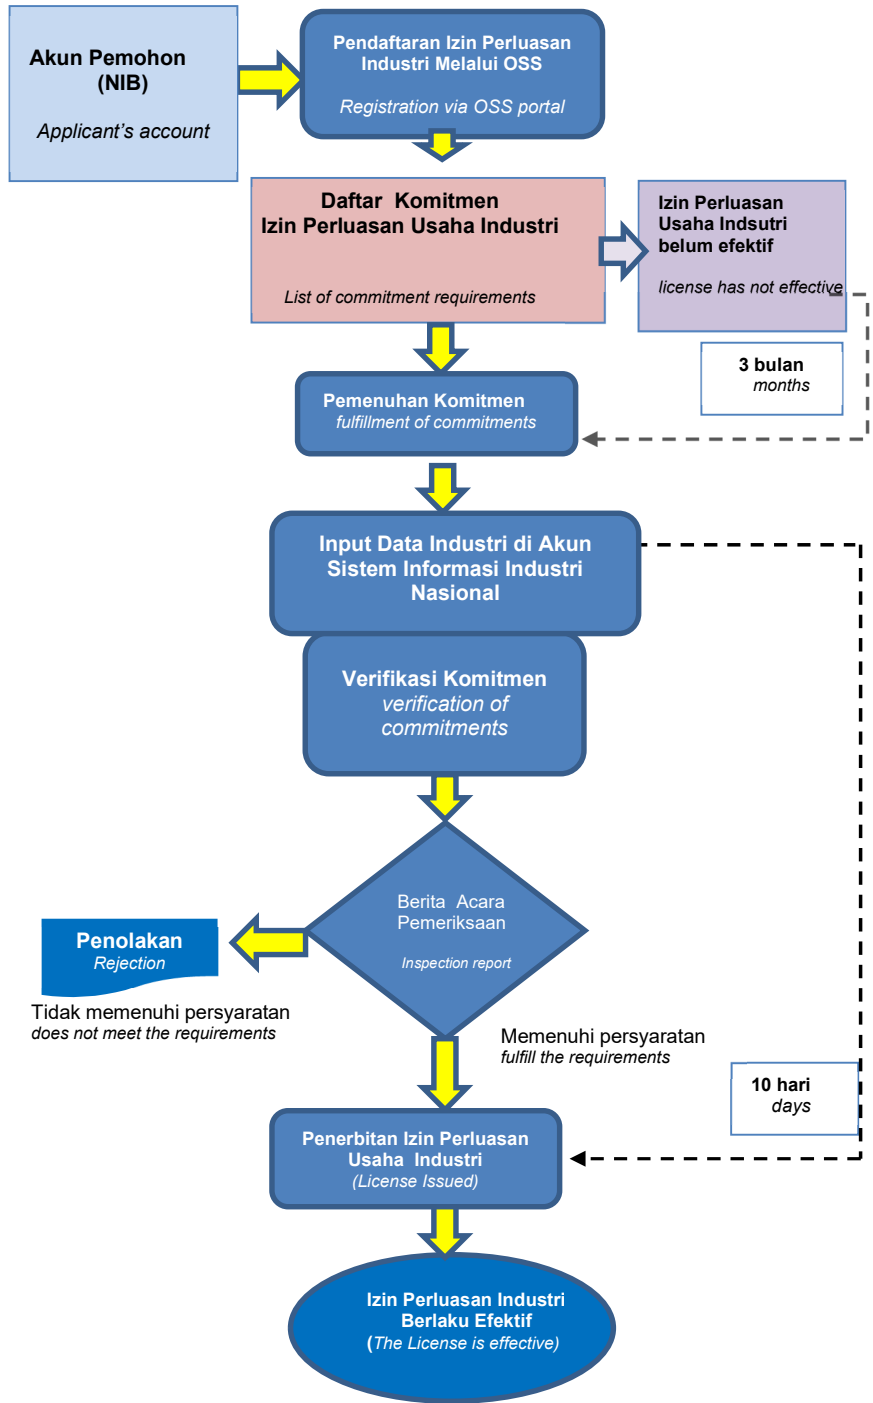 Akun Pemohon
(NIB)
Applicant's account
Pendaftaran Izin Perluasan
Industri Melalui OSS
Registration via OSS portal
Daftar Komitmen
Izin Perluasan Usaha Industri
List of commitment requirements
Izin Perluasan
Usaha Indsutri
belum efektif
license has not effective
3 bulan
months
Pemenuhan Komitmen
fulfillment of commitments
Input Data Industri di Akun
Sistem Informasi Industri
Nasional
Verifikasi Komitmen
verification of
commitments
Berita Acara
Pemeriksaan
Inspection report
Penolakan
Rejection
Tidak memenuhi persyaratan
does not meet the requirements
Memenuhi persyaratan
fulfill the requirements
10 hari
days
Penerbitan Izin Perluasan
Usaha Industri
(License Issued)
Izin Perluasan Industri
Berlaku Efektif
(The License is effective)